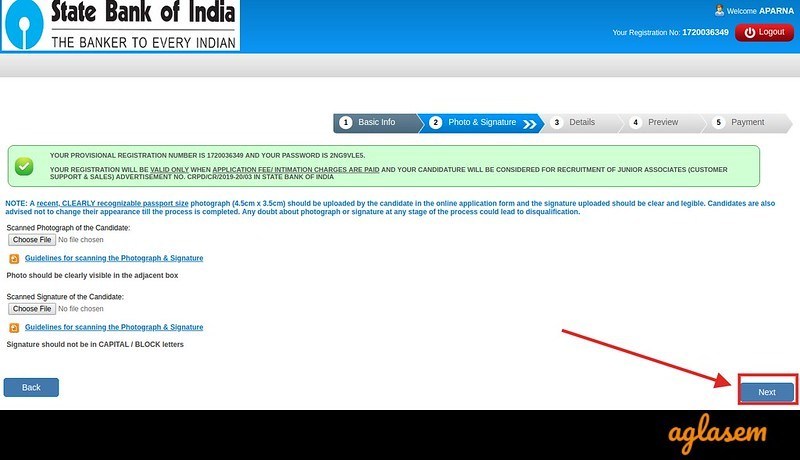 State Bank of India
THE BANKER TO EVERY INDIAN
Welcome APARNA
Your Registration No: 1720036349 Logout
1 Basic Info 2 Photo & Signature 3 Details 4 Preview 5 Payment
YOUR PROVISIONAL REGISTRATION NUMBER IS 1720036349 AND YOUR PASSWORD IS 2NG9VLE5.
YOUR REGISTRATION WILL BE VALID ONLY WHEN APPLICATION FEE/ INTIMATION CHARGES ARE PAID AND YOUR CANDIDATURE WILL BE CONSIDERED FOR RECRUITMENT OF JUNIOR ASSOCIATES (CUSTOMER
SUPPORT & SALES) ADVERTISEMENT NO. CRPD/CR/2019-20/03 IN STATE BANK OF INDIA
NOTE: A recent, CLEARLY recognizable passport size photograph (4.5cm x 3.5cm) should be uploaded by the candidate in the online application form and the signature uploaded should be clear and legible. Candidates are also
advised not to change their appearance till the process is completed. Any doubt about photograph or signature at any stage of the process could lead to disqualification.
Scanned Photograph of the Candidate:
Choose File No file chosen
Guidelines for scanning the Photograph & Signature
Photo should be clearly visible in the adjacent box
Scanned Signature of the Candidate:
Choose File No file chosen
Guidelines for scanning the Photograph & Signature
Signature should not be in CAPITAL / BLOCK letters
Back
Next
aglasem